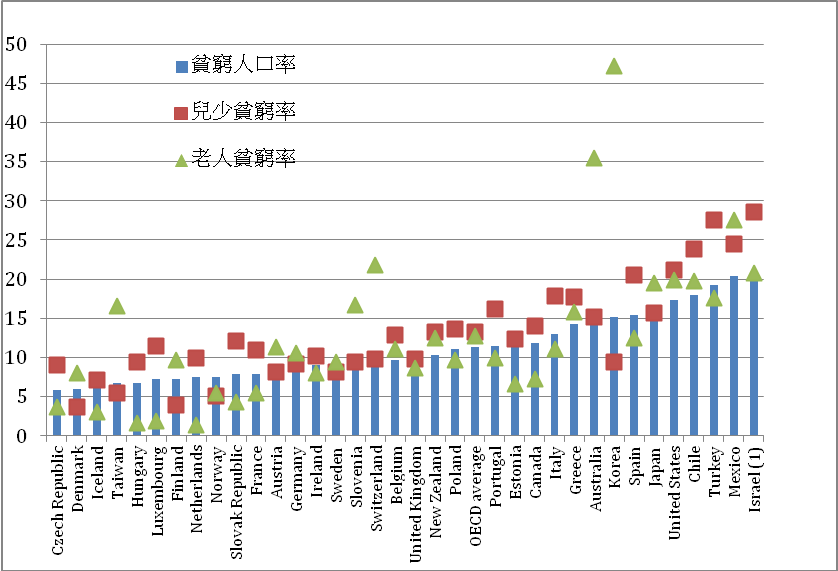 50
45
40
35
30
25
20
15
10
5
0
貧窮人口率
兒少貧窮率
老人貧窮率
Czech Republic
Denmark
Iceland
Taiwan
Hungary
Luxembourg
Finland
Netherlands
Norway
Slovak Republic
France
Austria
Germany
Ireland
Sweden
Slovenia
Switzerland
Belgium
United Kingdom
New Zealand
Poland
OECD average
Portugal
Estonia
Canada
Italy
Greece
Australia
Korea
Spain
Japan
United States
Chile
Turkey
Mexico
Israel (1)